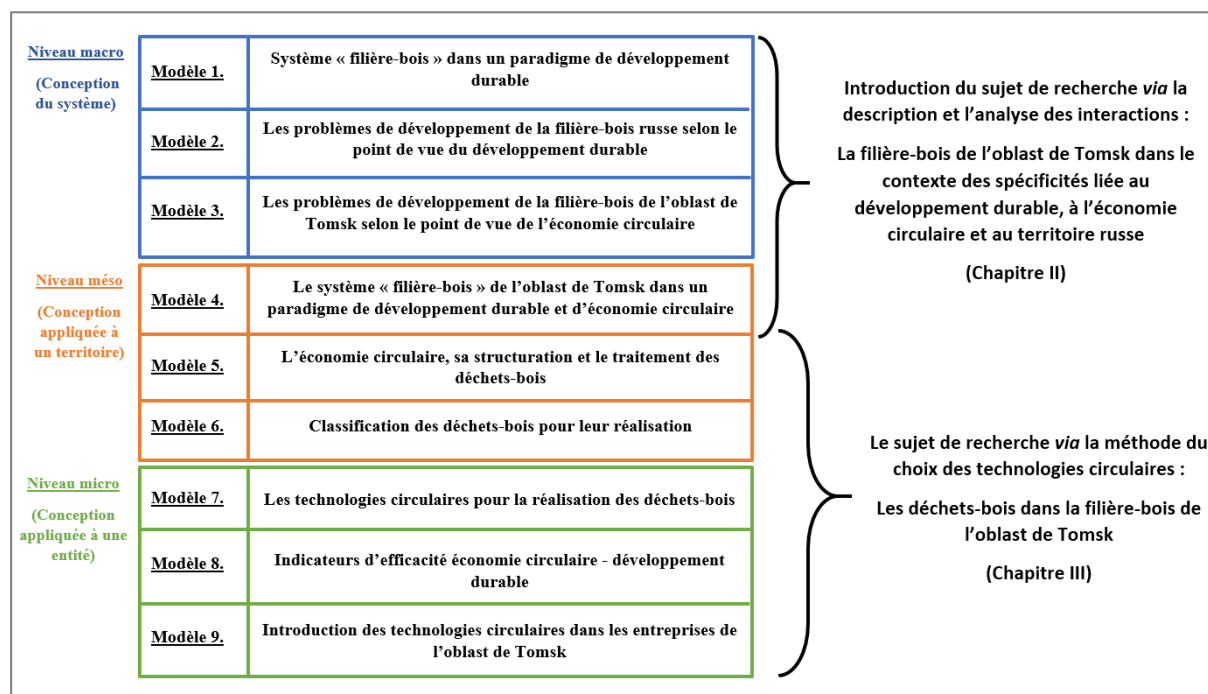 Niveau macro
(Conception
du système)
Modèle 1.
Système « filière-bois » dans un paradigme de développement
durable
Modèle 2.
Les problèmes de développement de la filière-bois russe selon le
point de vue du développement durable
Modèle 3.
Les problèmes de développement de la filière-bois de l’oblast de
Tomsk selon le point de vue de l’économie circulaire
Niveau méso
(Conception
appliquée à
un territoire)
Modèle 4.
Le système « filière-bois » de l’oblast de Tomsk dans un
paradigme de développement durable et d’économie circulaire
Modèle 5.
L’économie circulaire, sa structuration et le traitement des
déchets-bois
Modèle 6.
Classification des déchets-bois pour leur réalisation
Niveau micro
(Conception
appliquée à une
entité)
Modèle 7.
Les technologies circulaires pour la réalisation des déchets-bois
Modèle 8.
Indicateurs d’efficacité économie circulaire - développement
durable
Modèle 9.
Introduction des technologies circulaires dans les entreprises de
l’oblast de Tomsk
Introduction du sujet de recherche via la
description et l’analyse des interactions :
La filière-bois de l’oblast de Tomsk dans le
contexte des spécificités liée au
développement durable, à l’économie
circulaire et au territoire russe
(Chapitre II)
Le sujet de recherche via la méthode du
choix des technologies circulaires :
Les déchets-bois dans la filière-bois de
l’oblast de Tomsk
(Chapitre III)